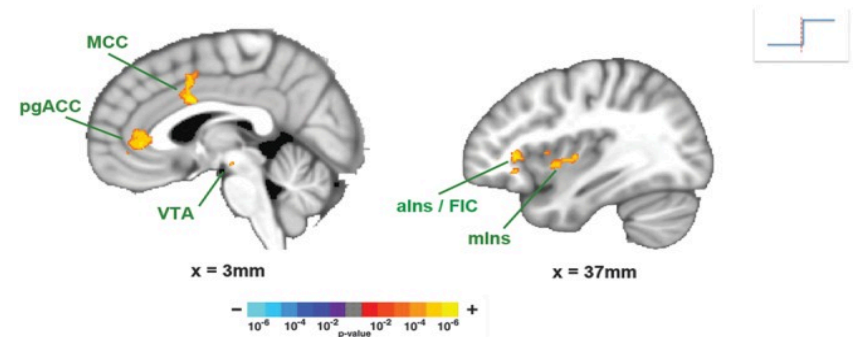 MCC
pgACC
VTA
aIns / FIC
mIns
x = 3mm
x = 37mm
− +
10-6 10-4 10-2 10-2 10-4 10-6
p-value